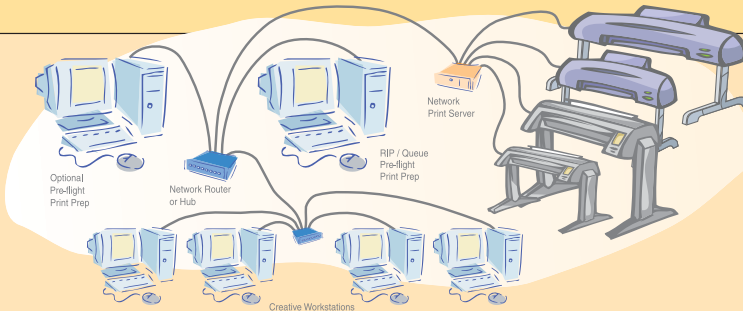 Network
Print Server
RIP / Queue
Pre-flight
Print Prep
Optional
Pre-flight
Print Prep
Network Router
or Hub
Creative Workstations